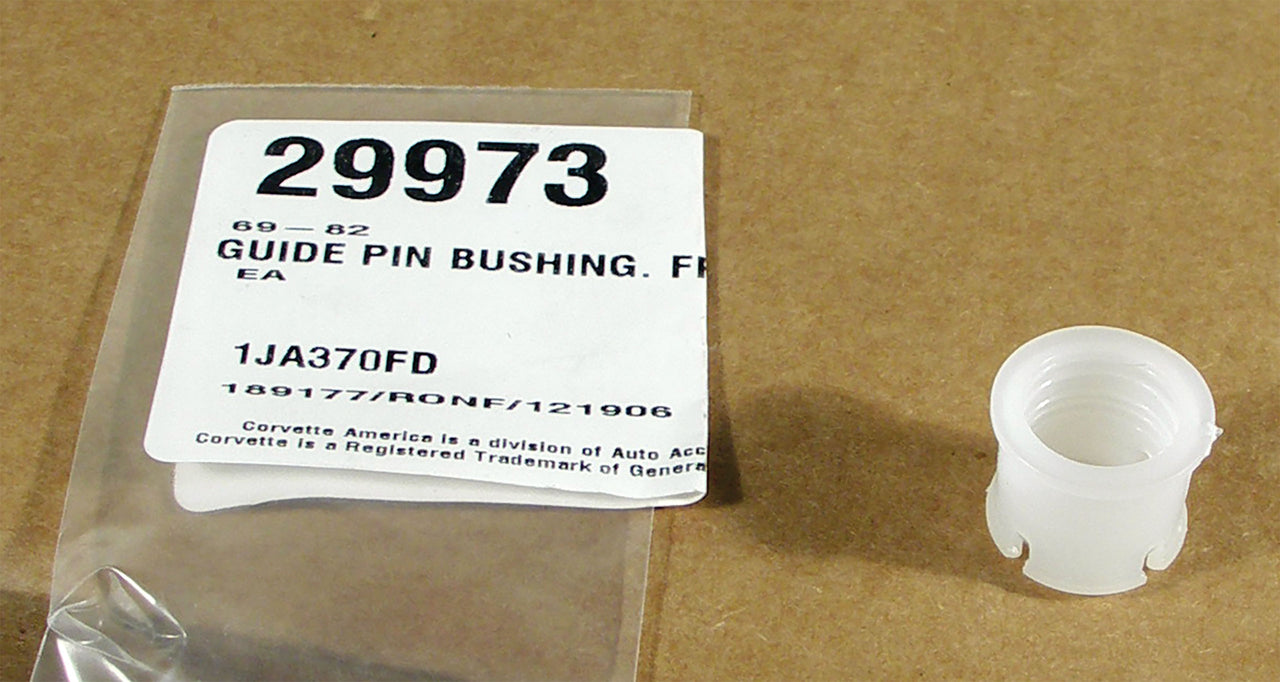 29973
69 — 82
GUIDE PIN BUSHING. FR
EA
1JA370FD
189177/RONF/121906
Corvette America is a division of Auto Acc
Corvette is a Registered Trademark of Genera